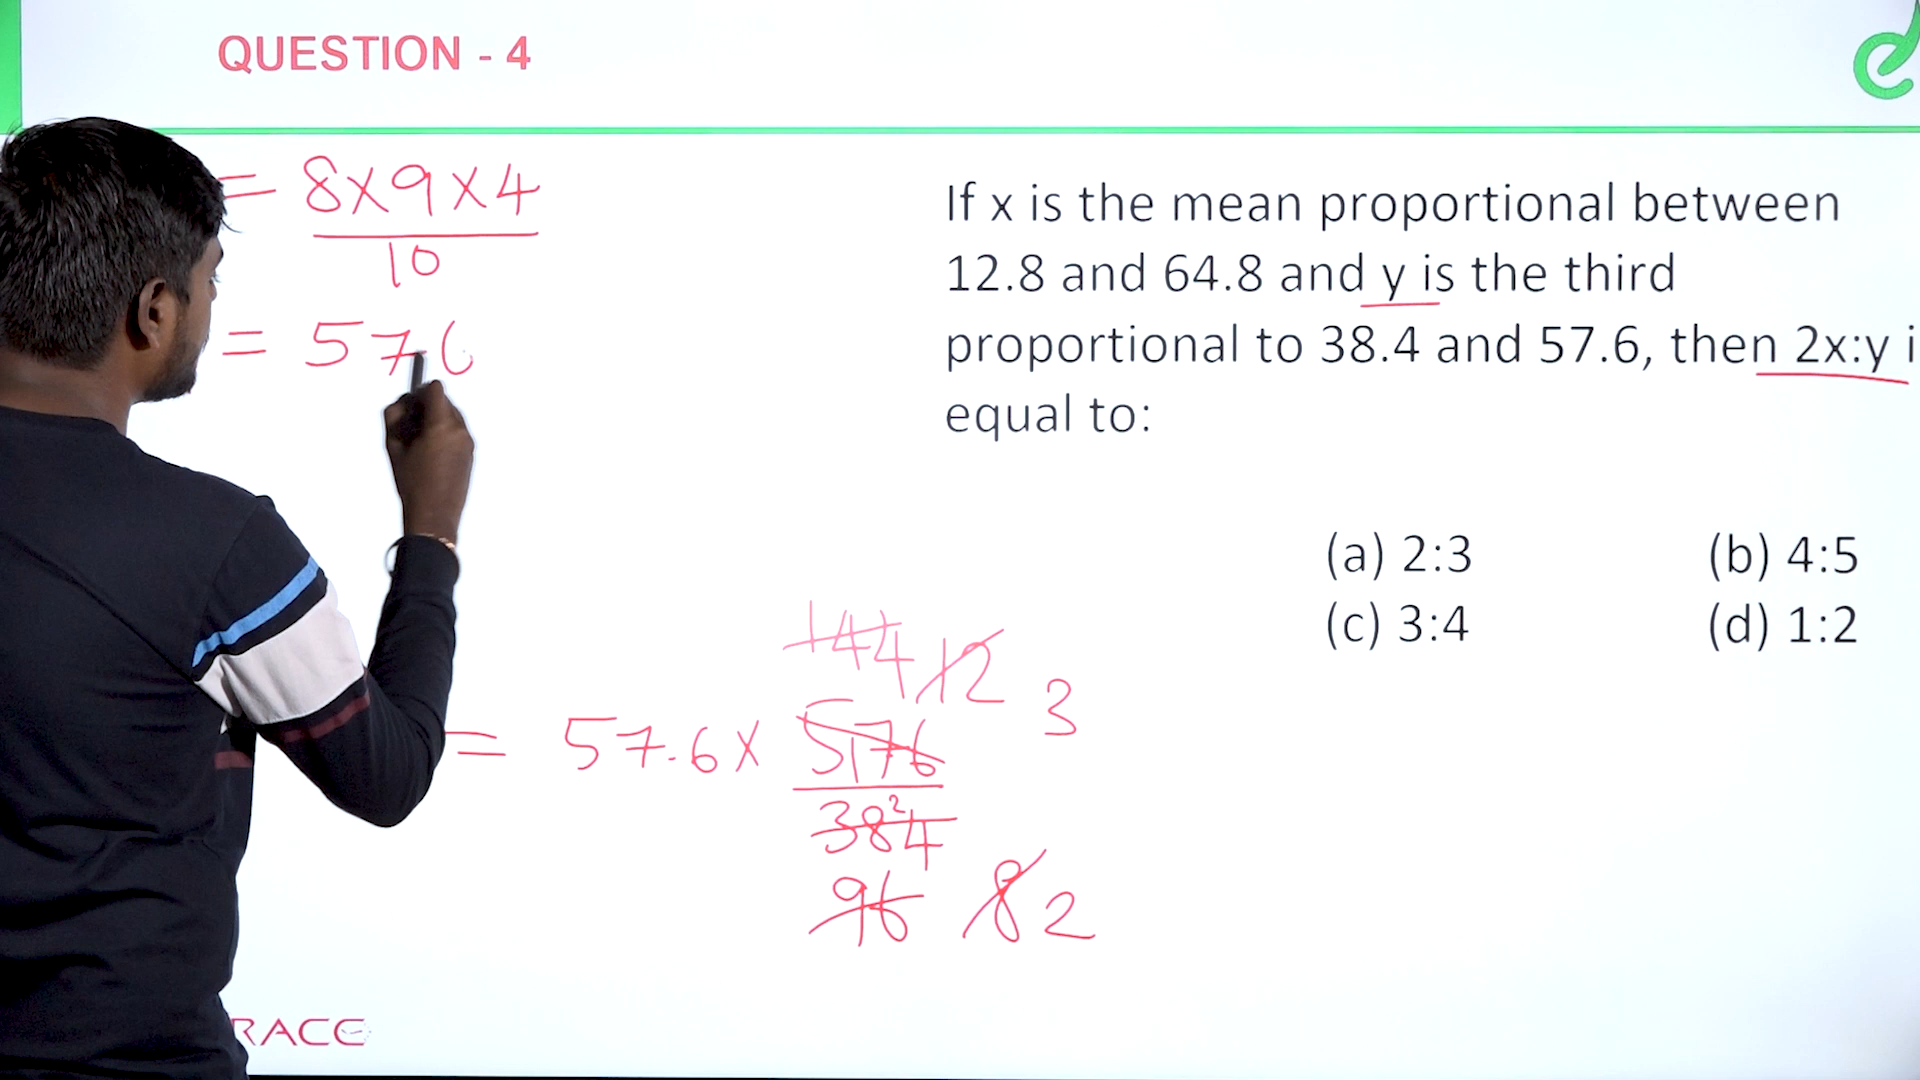 QUESTION - 4
= 8x9x4
10
= 576
If x is the mean proportional between
12.8 and 64.8 and y is the third
proportional to 38.4 and 57.6, then 2x:y i
equal to:
(a) 2:3 (b) 4:5
(c) 3:4 (d) 1:2
144 12 3
= 57.6 x 576
384 2
96 8 2
RACE